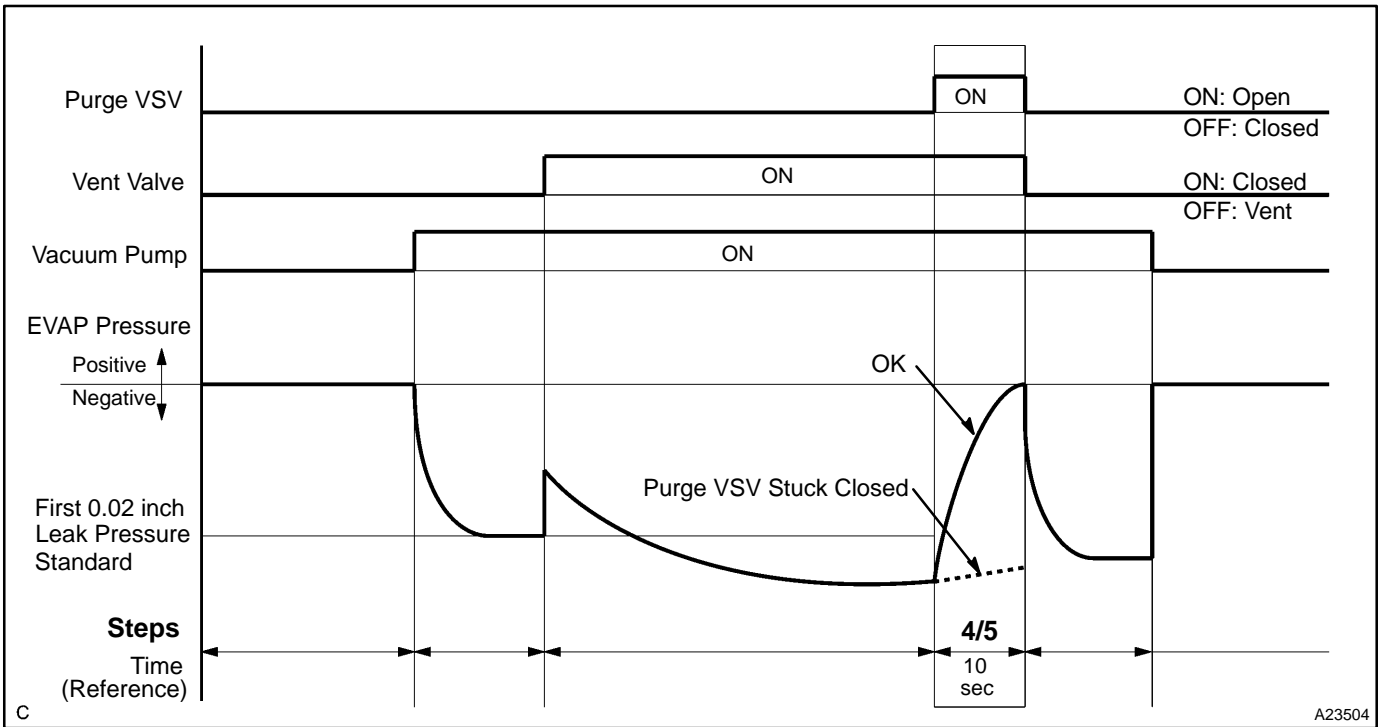 Purge VSV
ON
ON: Open
OFF: Closed
Vent Valve
ON
ON: Closed
OFF: Vent
Vacuum Pump
ON
EVAP Pressure
Positive
Negative
OK
Purge VSV Stuck Closed
First 0.02 inch
Leak Pressure
Standard
Steps
4/5
Time
(Reference)
10
sec
C
A23504